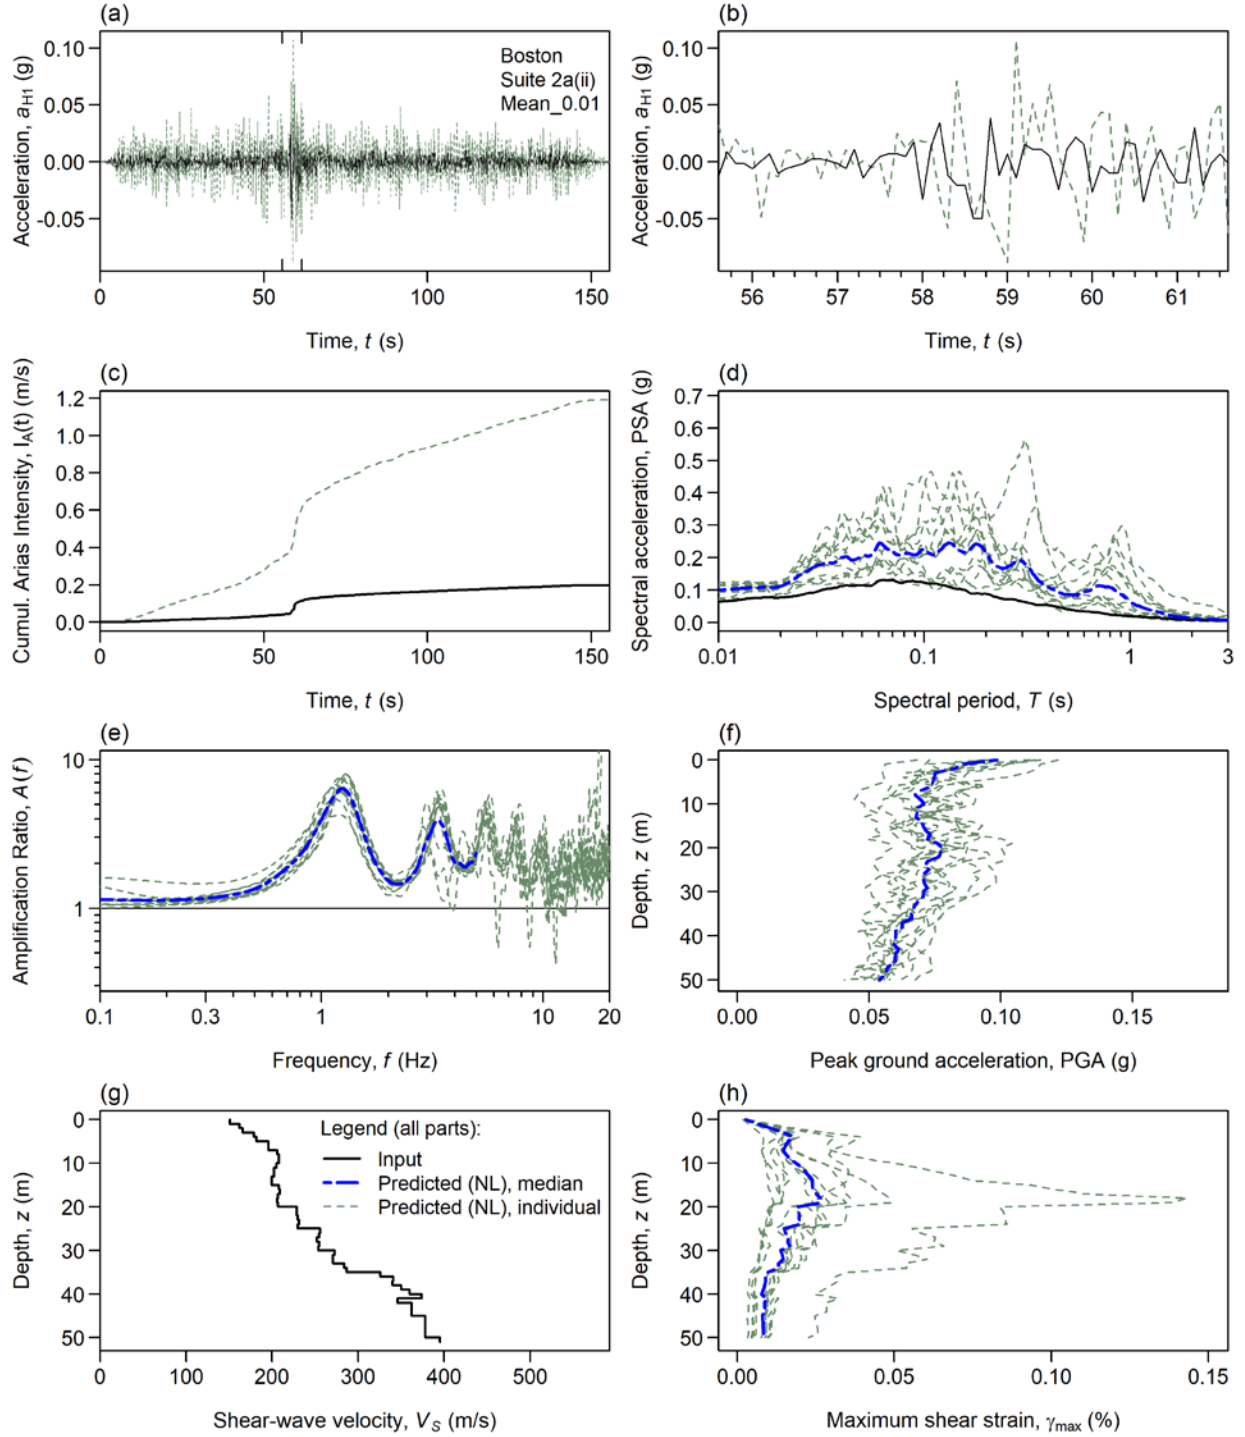 (a)
Acceleration, aH1 (g)
0.10
0.05
0.00
-0.05
Boston
Suite 2a(ii)
Mean_0.01
0 50 100 150
Time, t (s)
(b)
Acceleration, aH1 (g)
0.10
0.05
0.00
-0.05
56 57 58 59 60 61
Time, t (s)
(c)
Cumul. Arias Intensity, IA(t) (m/s)
1.2
1.0
0.8
0.6
0.4
0.2
0.0
0 50 100 150
Time, t (s)
(d)
Spectral acceleration, PSA (g)
0.7
0.6
0.5
0.4
0.3
0.2
0.1
0.0
0.01 0.1 1 3
Spectral period, T (s)
(e)
Amplification Ratio, A(f)
10
1
0.1 0.3 1 3 10 20
Frequency, f (Hz)
(f)
Depth, z (m)
0
10
20
30
40
50
0.00 0.05 0.10 0.15
Peak ground acceleration, PGA (g)
(g)
Depth, z (m)
0
10
20
30
40
50
Legend (all parts):
Input
Predicted (NL), median
Predicted (NL), individual
0 100 200 300 400 500
Shear-wave velocity, VS (m/s)
(h)
Depth, z (m)
0
10
20
30
40
50
0.00 0.05 0.10 0.15
Maximum shear strain, γmax (%)